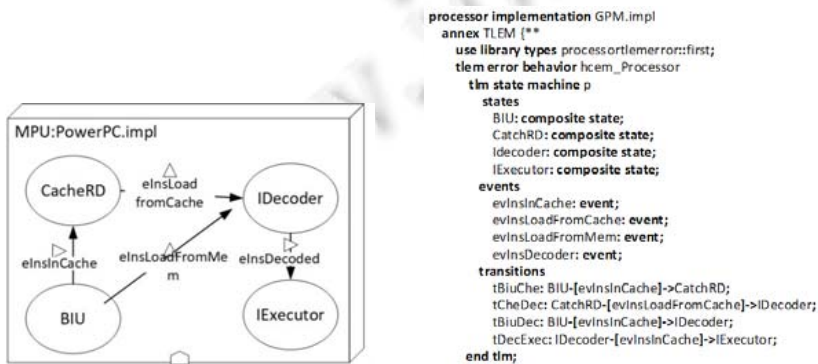 MPU:PowerPC.impl
CacheRD
eInsLoad
fromCache
IDecoder
eInsInCache
eInsLoadFromMe
m
eInsDecoded
BIU
IExecutor
processor implementation GPM.impl
annex TLEM {**
use library types processortlemerror::first;
tlem error behavior hcem_Processor
tlm state machine p
states
BIU: composite state;
CatchRD: composite state;
Idecoder: composite state;
IExecutor: composite state;
events
evInsInCache: event;
evInsLoadFromCache: event;
evInsLoadFromMem: event;
evInsDecoder: event;
transitions
tBiuChe: BIU-[evInsInCache]->CatchRD;
tCheDec: CatchRD-[evInsLoadFromCache]->IDecoder;
tBiuDec: BIU-[evInsInCache]->IDecoder;
tDecExec: IDecoder-[evInsInCache]->IExecutor;
end tlm;